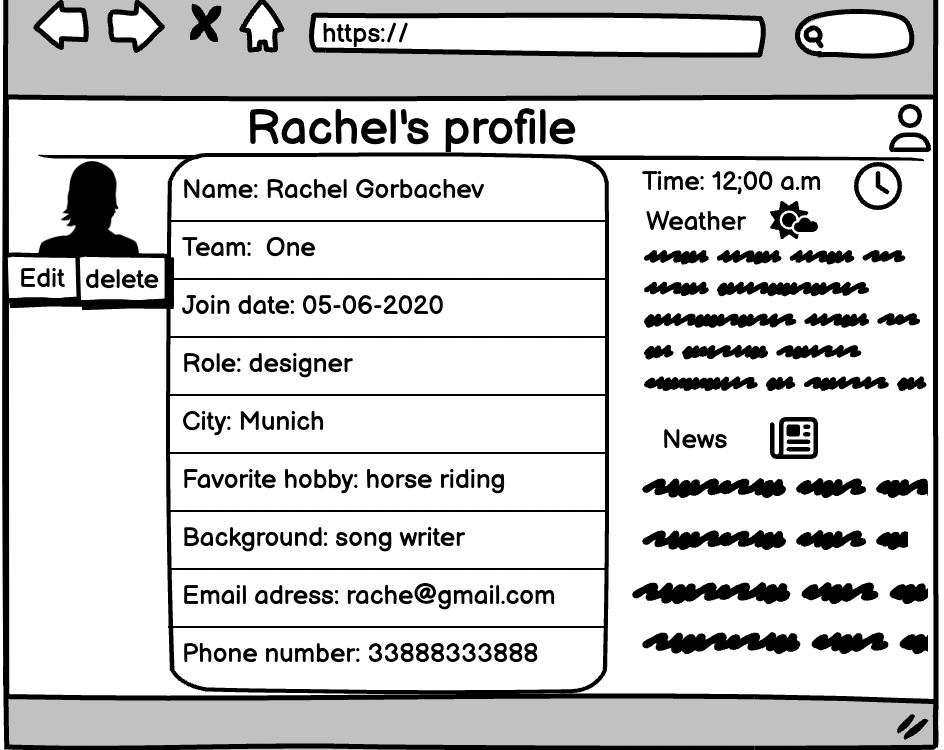 https://
Rachel's profile
Edit
delete
Name: Rachel Gorbachev
Team:  One
Join date: 05-06-2020
Role: designer
City: Munich
Favorite hobby: horse riding
Background: song writer
Email adress: rache@gmail.com
Phone number: 33888333888
Time: 12;00 a.m
Weather
News